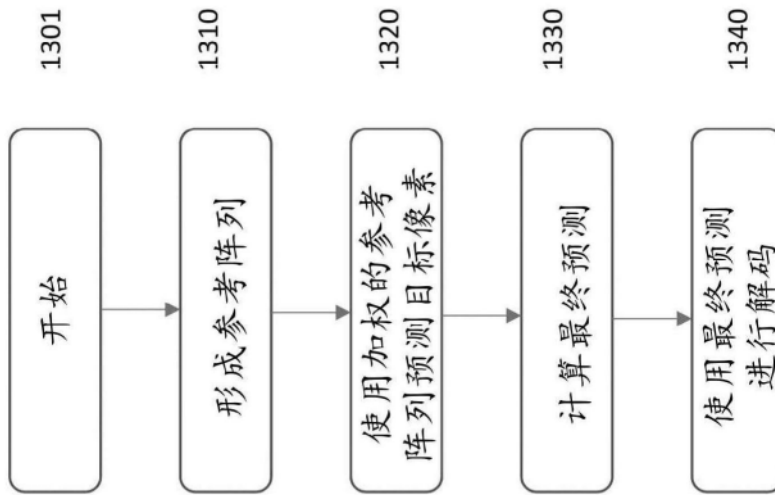 开始
1301
形成参考阵列
1310
使用加权的参考
阵列预测目标像素
1320
计算最终预测
1330
使用最终预测
进行解码
1340